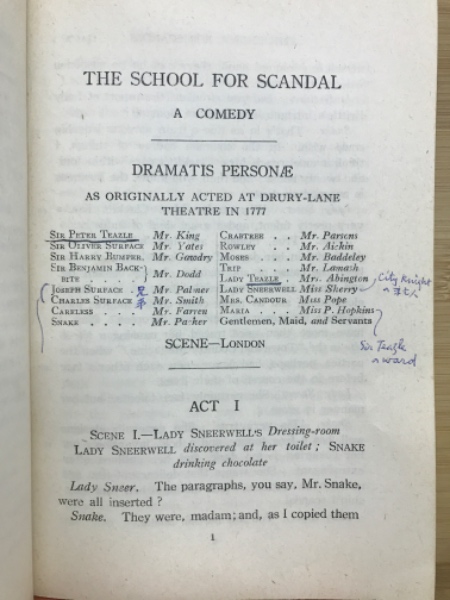 THE SCHOOL FOR SCANDAL
A COMEDY
DRAMATIS PERSONÆ
AS ORIGINALLY ACTED AT DRURY-LANE
THEATRE IN 1777
SIR PETER TEAZLE Mr. King
SIR OLIVER SURFACE Mr. Yates
SIR HARRY BUMPER. Mr. Gawdry
SIR BENJAMIN BACK-
BITE . . . . . Mr. Dodd
JOSEPH SURFACE . 兄 Mr. Palmer
CHARLES SURFACE 弟 Mr. Smith
CARELESS . . . . Mr. Farren
SNAKE . . . . Mr. Packer
CRABTREE . . Mr. Parsons
ROWLEY . . . Mr. Aickin
MOSES . . . Mr. Baddeley
TRIP . . . . Mr. Lamash
LADY TEAZLE . Mrs. Abington
LADY SNEERWELL Miss Sherry
MRS. CANDOUR Miss Pope
MARIA . . . Miss P. Hopkins
Gentlemen, Maid, and Servants
City Knight
Sir Teazle
ward
SCENE—LONDON
ACT I
SCENE I.—LADY SNEERWELL'S Dressing-room
LADY SNEERWELL discovered at her toilet; SNAKE
drinking chocolate
Lady Sneer. The paragraphs, you say, Mr. Snake,
were all inserted?
Snake. They were, madam; and, as I copied them
1